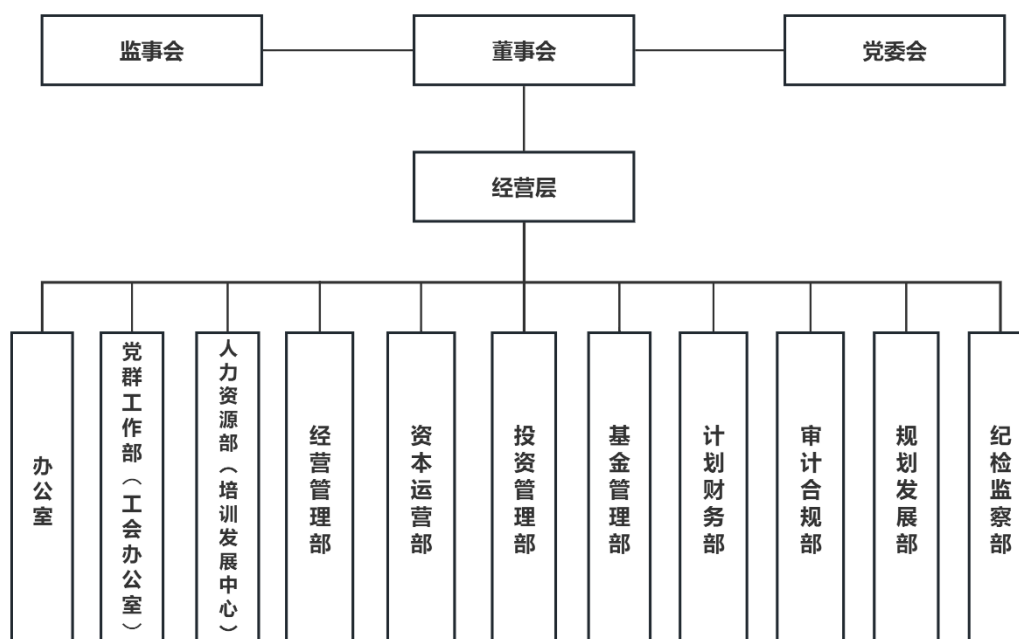 监事会
董事会
党委会
经营层
办公室
党群工作部（工会办公室）
人力资源部（培训发展中心）
经营管理部
资本运营部
投资管理部
基金管理部
计划财务部
审计合规部
规划发展部
纪检监察部